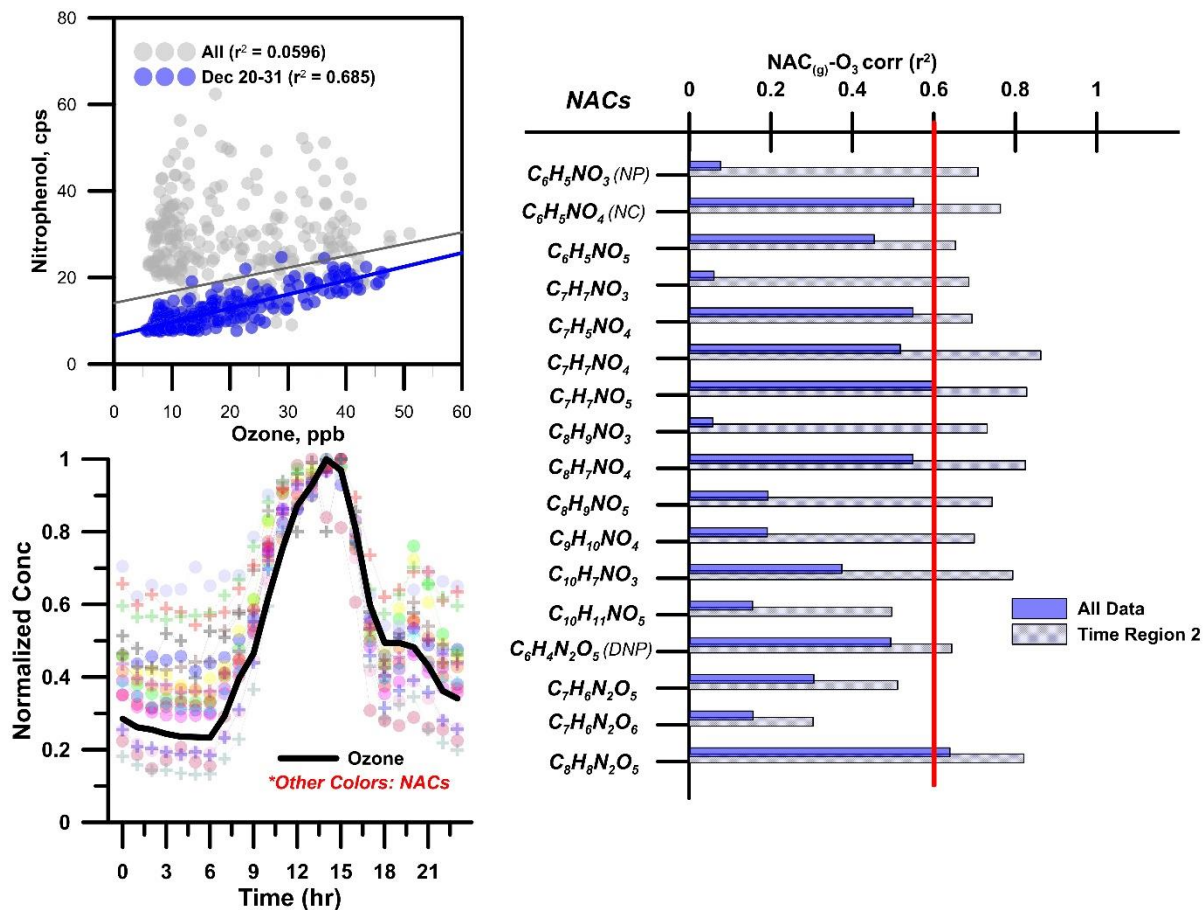 80
60
40
20
0
Nitrophenol, cps
All (r² = 0.0596)
Dec 20-31 (r² = 0.685)
0 10 20 30 40 50 60
Ozone, ppb
1
0.8
0.6
0.4
0.2
0
Normalized Conc
Ozone
*Other Colors: NACs
0 3 6 9 12 15 18 21
Time (hr)
NAC(g)-O₃ corr (r²)
NACs
0 0.2 0.4 0.6 0.8 1
C₆H₅NO₃ (NP)
C₆H₅NO₄ (NC)
C₆H₅NO₅
C₇H₇NO₃
C₇H₅NO₄
C₇H₇NO₄
C₇H₇NO₅
C₈H₉NO₃
C₈H₇NO₄
C₈H₉NO₅
C₉H₁₀NO₄
C₁₀H₇NO₃
C₁₀H₁₁NO₅
C₆H₄N₂O₅ (DNP)
C₇H₆N₂O₅
C₇H₆N₂O₆
C₈H₈N₂O₅
All Data
Time Region 2